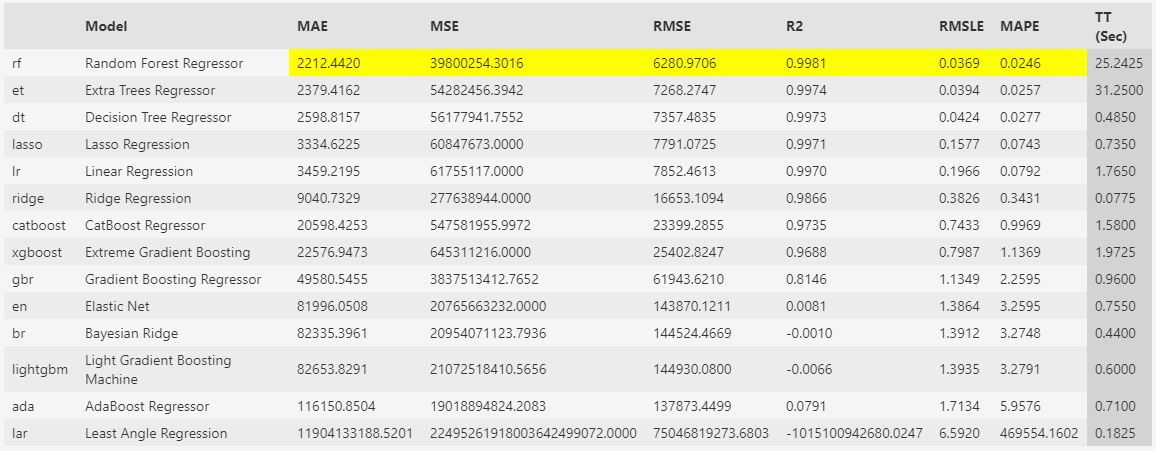 Model MAE MSE RMSE R2 RMSLE MAPE TT (Sec)
rf Random Forest Regressor 2212.4420 39800254.3016 6280.9706 0.9981 0.0369 0.0246 25.2425
et Extra Trees Regressor 2379.4162 54282456.3942 7268.2747 0.9974 0.0394 0.0257 31.2500
dt Decision Tree Regressor 2598.8157 56177941.7552 7357.4835 0.9973 0.0424 0.0277 0.4850
lasso Lasso Regression 3334.6225 60847673.0000 7791.0725 0.9971 0.1577 0.0743 0.7350
lr Linear Regression 3459.2195 61755117.0000 7852.4613 0.9970 0.1966 0.0792 1.7650
ridge Ridge Regression 9040.7329 277638944.0000 16653.1094 0.9866 0.3826 0.3431 0.0775
catboost CatBoost Regressor 20598.4253 547581955.9972 23399.2855 0.9735 0.7433 0.9969 1.5800
xgboost Extreme Gradient Boosting 22576.9473 645311216.0000 25402.8247 0.9688 0.7987 1.1369 1.9725
gbr Gradient Boosting Regressor 49580.5455 3837513412.7652 61943.6210 0.8146 1.1349 2.2595 0.9600
en Elastic Net 81996.0508 20765663232.0000 143870.1211 0.0081 1.3864 3.2595 0.7550
br Bayesian Ridge 82335.3961 20954071123.7936 144524.4669 -0.0010 1.3912 3.2748 0.4400
lightgbm Light Gradient Boosting Machine 82653.8291 21072518410.5656 144930.0800 -0.0066 1.3935 3.2791 0.6000
ada AdaBoost Regressor 116150.8504 19018894824.2083 137873.4499 0.0791 1.7134 5.9576 0.7100
lar Least Angle Regression 11904133188.5201 22495261918003642499072.0000 75046819273.6803 -1015100942680.0247 6.5920 469554.1602 0.1825